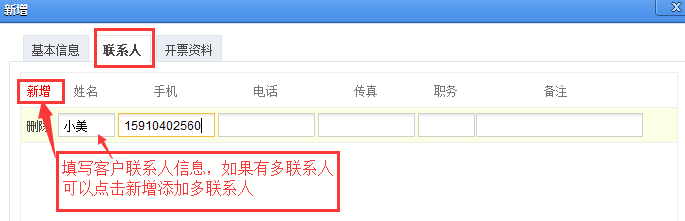 新增
基本信息 联系人 开票资料
新增 姓名 手机 电话 传真 职务 备注
删除 小美 15910402560
填写客户联系人信息，如果有多联系人
可以点击新增添加多联系人